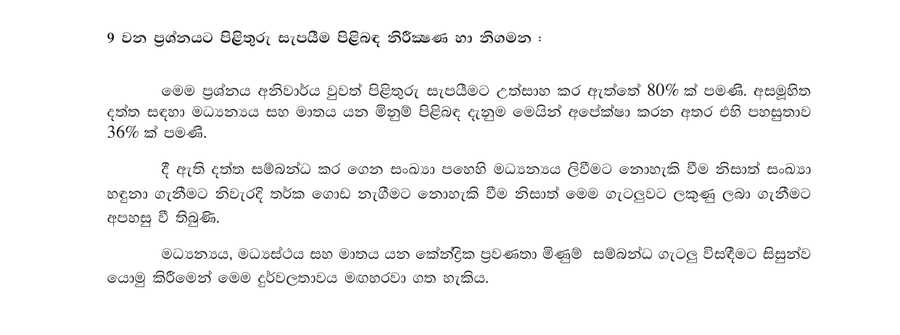 9 වන ප්‍රශ්නයට පිළිතුරු සැපයීම පිළිබඳ නිරීක්‍ෂණ හා නිගමන :
මෙම ප්‍රශ්නය අනිවාර්ය වුවත් පිළිතුරු සැපයීමට උත්සාහ කර ඇත්තේ 80% ක් පමණි. අසමූහිත
දත්ත සඳහා මධ්‍යන්‍යය සහ මාතය යන මිනුම් පිළිබඳ දැනුම මෙයින් අපේක්ෂා කරන අතර එහි පහසුතාව
36% ක් පමණි.
දී ඇති දත්ත සම්බන්ධ කර ගෙන සංඛ්‍යා පහෙහි මධ්‍යන්‍යය ලිවීමට නොහැකි වීම නිසාත් සංඛ්‍යා
හඳුනා ගැනීමට නිවැරදි තර්ක ගොඩ නැගීමට නොහැකි වීම නිසාත් මෙම ගැටලුවට ලකුණු ලබා ගැනීමට
අපහසු වී තිබුණි.
මධ්‍යන්‍යය, මධ්‍යස්ථය සහ මාතය යන කේන්ද්‍රික ප්‍රවණතා මිණුම් සම්බන්ධ ගැටලු විසඳීමට සිසුන්ව
යොමු කිරීමෙන් මෙම දුර්වලතාවය මඟහරවා ගත හැකිය.